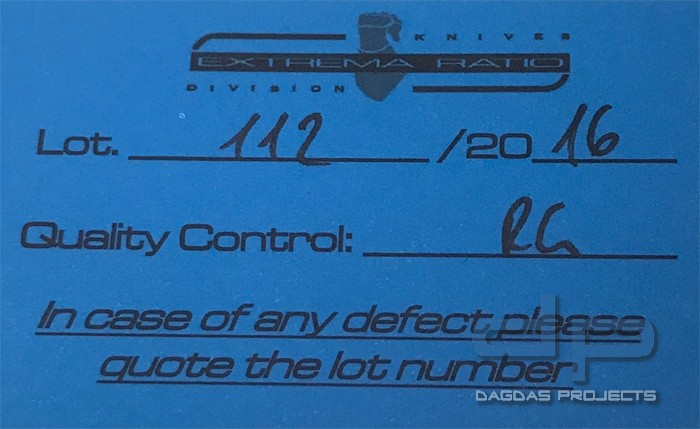 KNIVES
EXTREMA RATIO
DIVISION
Lot. 112 /20 16
Quality Control: RG
In case of any defect please
quote the lot number
dp
DAGDAS PROJECTS